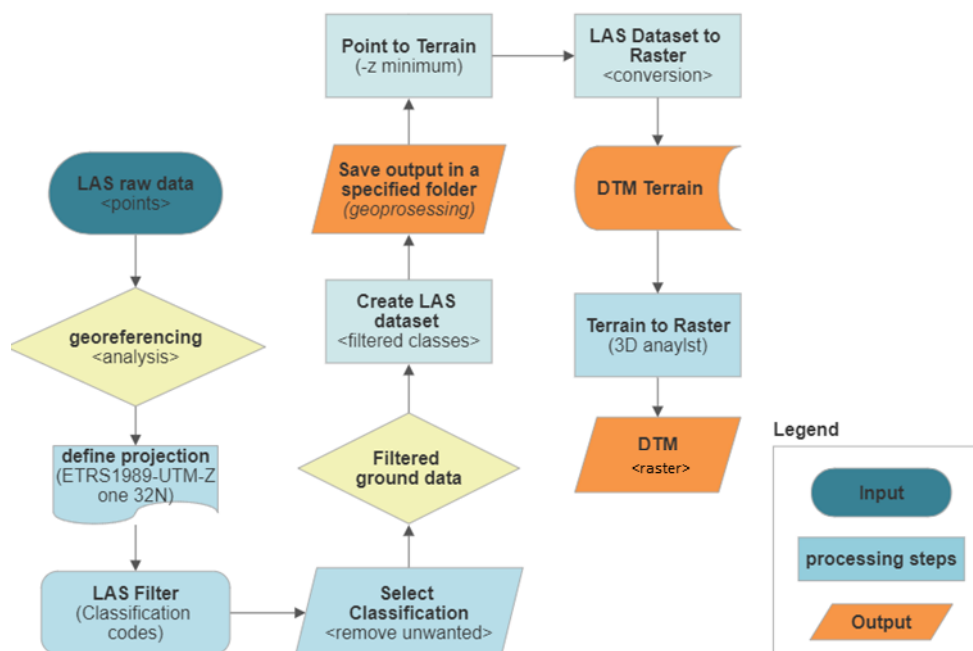 LAS raw data
<points>
georeferencing
<analysis>
define projection
(ETRS1989-UTM-Z
one 32N)
LAS Filter
(Classification
codes)
Select
Classification
<remove unwanted>
Filtered
ground data
Create LAS
dataset
<filtered classes>
Save output in a
specified folder
(geoprosessing)
Point to Terrain
(-z minimum)
LAS Dataset to
Raster
<conversion>
DTM Terrain
Terrain to Raster
(3D anaylst)
DTM
<raster>
Legend
Input
processing steps
Output